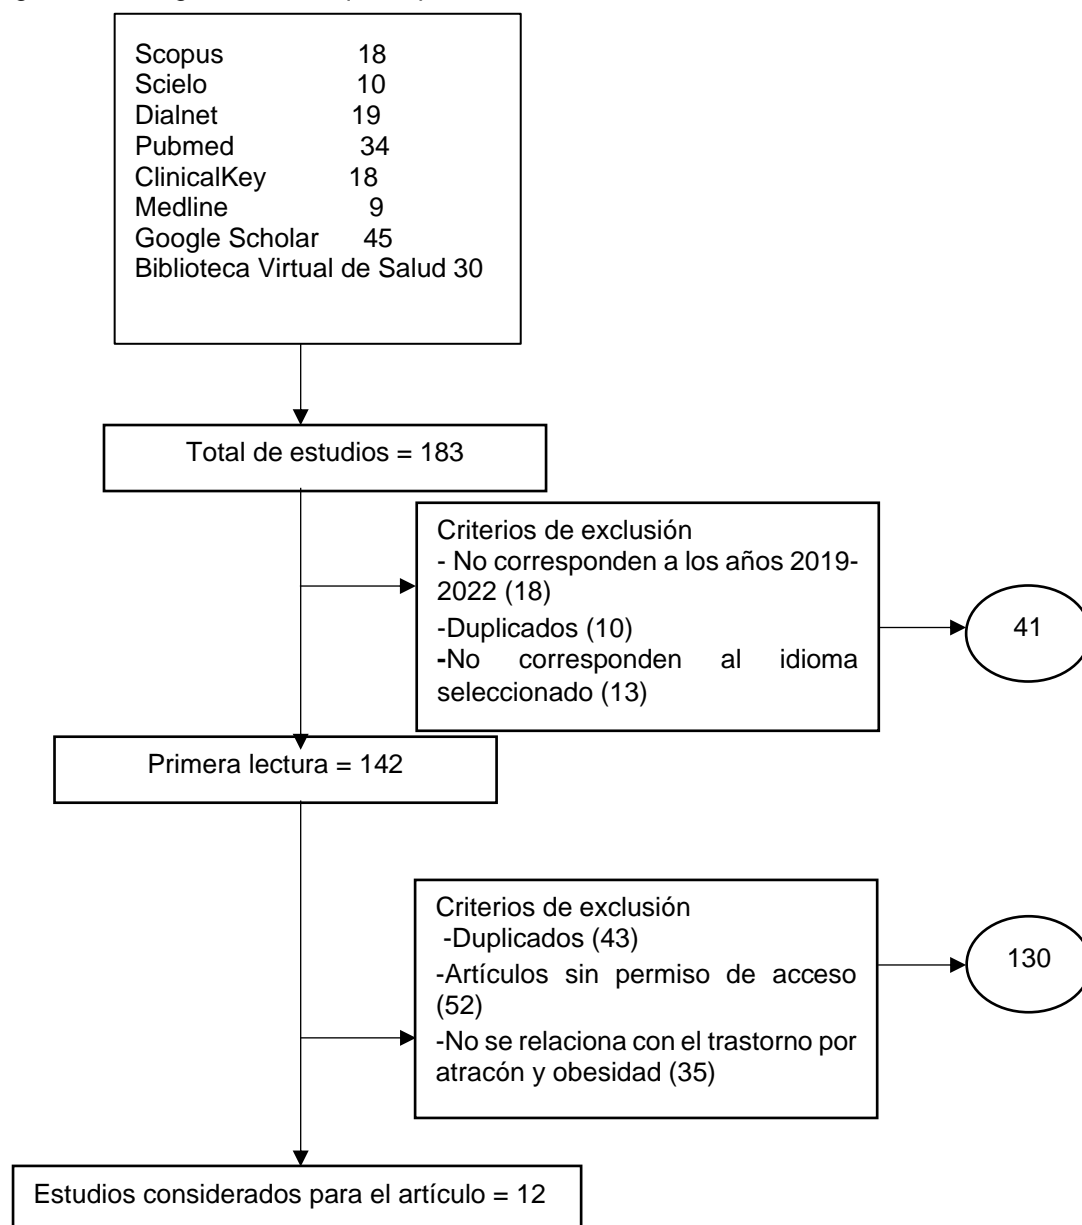 Scopus 18
Scielo 10
Dialnet 19
Pubmed 34
ClinicalKey 18
Medline 9
Google Scholar 45
Biblioteca Virtual de Salud 30
Total de estudios = 183
Criterios de exclusión
- No corresponden a los años 2019-
2022 (18)
-Duplicados (10)
-No corresponden al idioma
seleccionado (13)
41
Primera lectura = 142
Criterios de exclusión
-Duplicados (43)
-Artículos sin permiso de acceso
(52)
-No se relaciona con el trastorno por
atracón y obesidad (35)
130
Estudios considerados para el artículo = 12